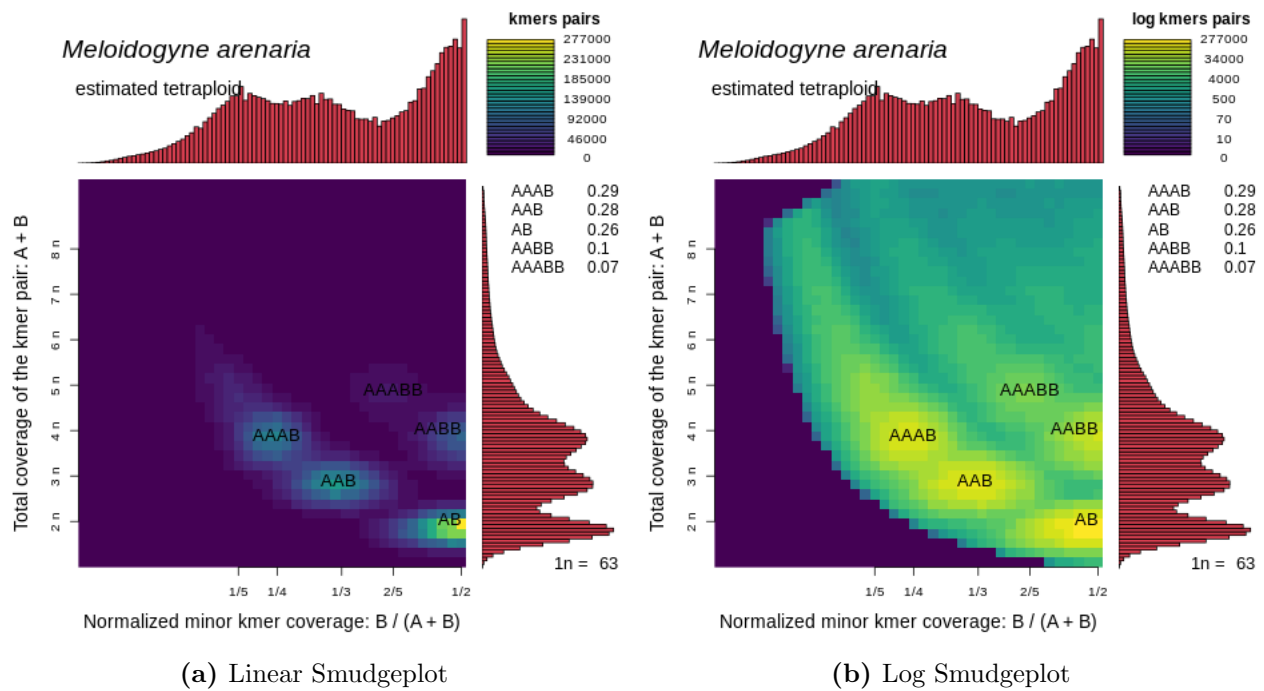 kmers pairs
Meloidogyne arenaria
estimated tetraploid
277000
231000
185000
139000
92000
46000
0
Total coverage of the kmer pair: A + B
8 n
7 n
6 n
5 n
4 n
3 n
2 n
AAABB
AAAB
AABB
AAB
AB
AAAB 0.29
AAB 0.28
AB 0.26
AABB 0.1
AAABB 0.07
1n = 63
1/5 1/4 1/3 2/5 1/2
Normalized minor kmer coverage: B / (A + B)
(a) Linear Smudgeplot
log kmers pairs
Meloidogyne arenaria
estimated tetraploid
277000
34000
4000
500
70
10
0
Total coverage of the kmer pair: A + B
8 n
7 n
6 n
5 n
4 n
3 n
2 n
AAABB
AAAB
AABB
AAB
AB
AAAB 0.29
AAB 0.28
AB 0.26
AABB 0.1
AAABB 0.07
1n = 63
1/5 1/4 1/3 2/5 1/2
Normalized minor kmer coverage: B / (A + B)
(b) Log Smudgeplot